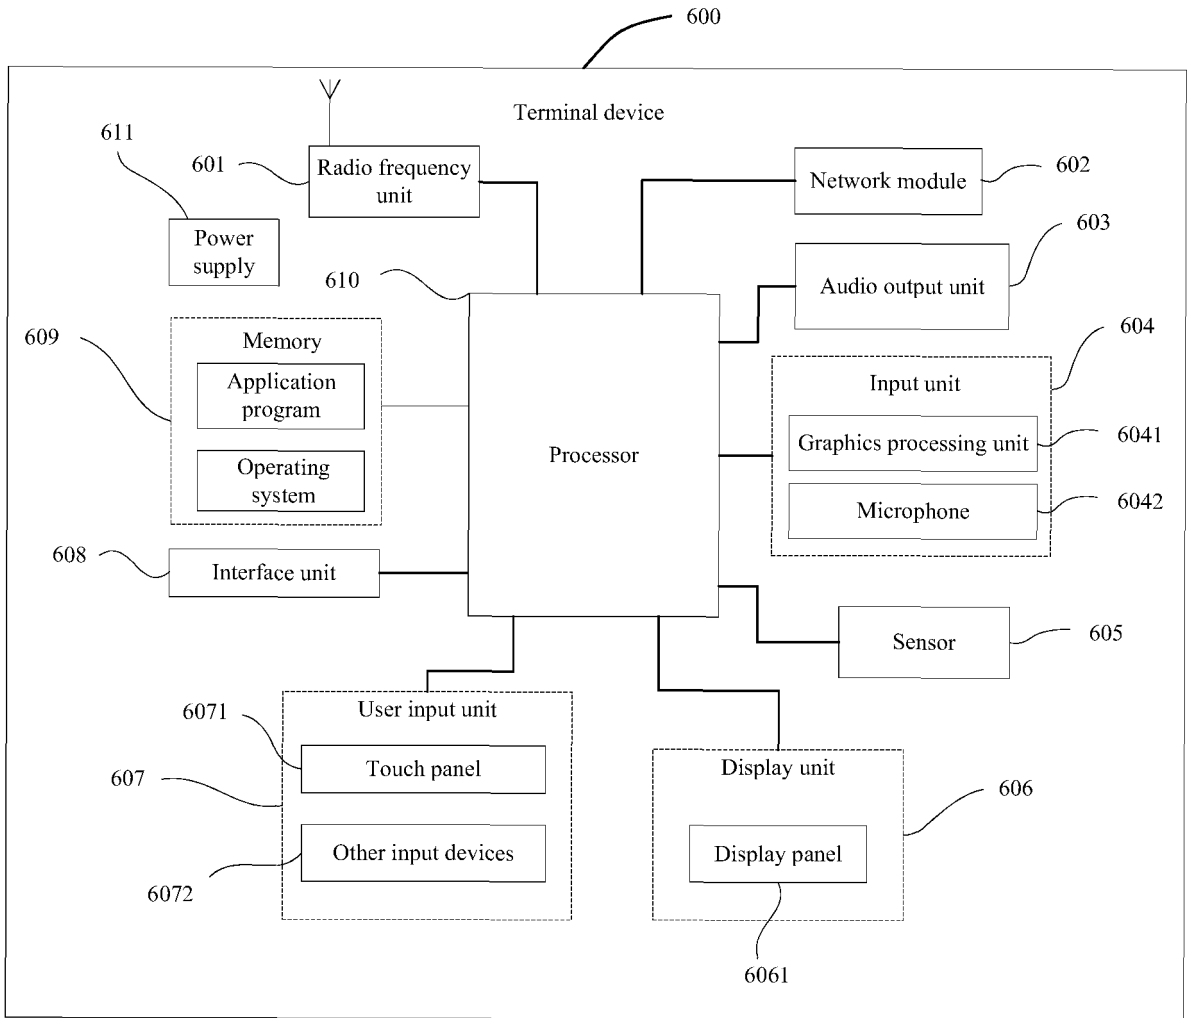 600
Terminal device
611
601
Radio frequency
unit
Network module
602
Power
supply
603
Audio output unit
610
609
Memory
Application
program
Operating
system
604
Input unit
Graphics processing unit
6041
Microphone
6042
Processor
608
Interface unit
Sensor
605
User input unit
6071
Touch panel
607
Other input devices
6072
Display unit
606
Display panel
6061